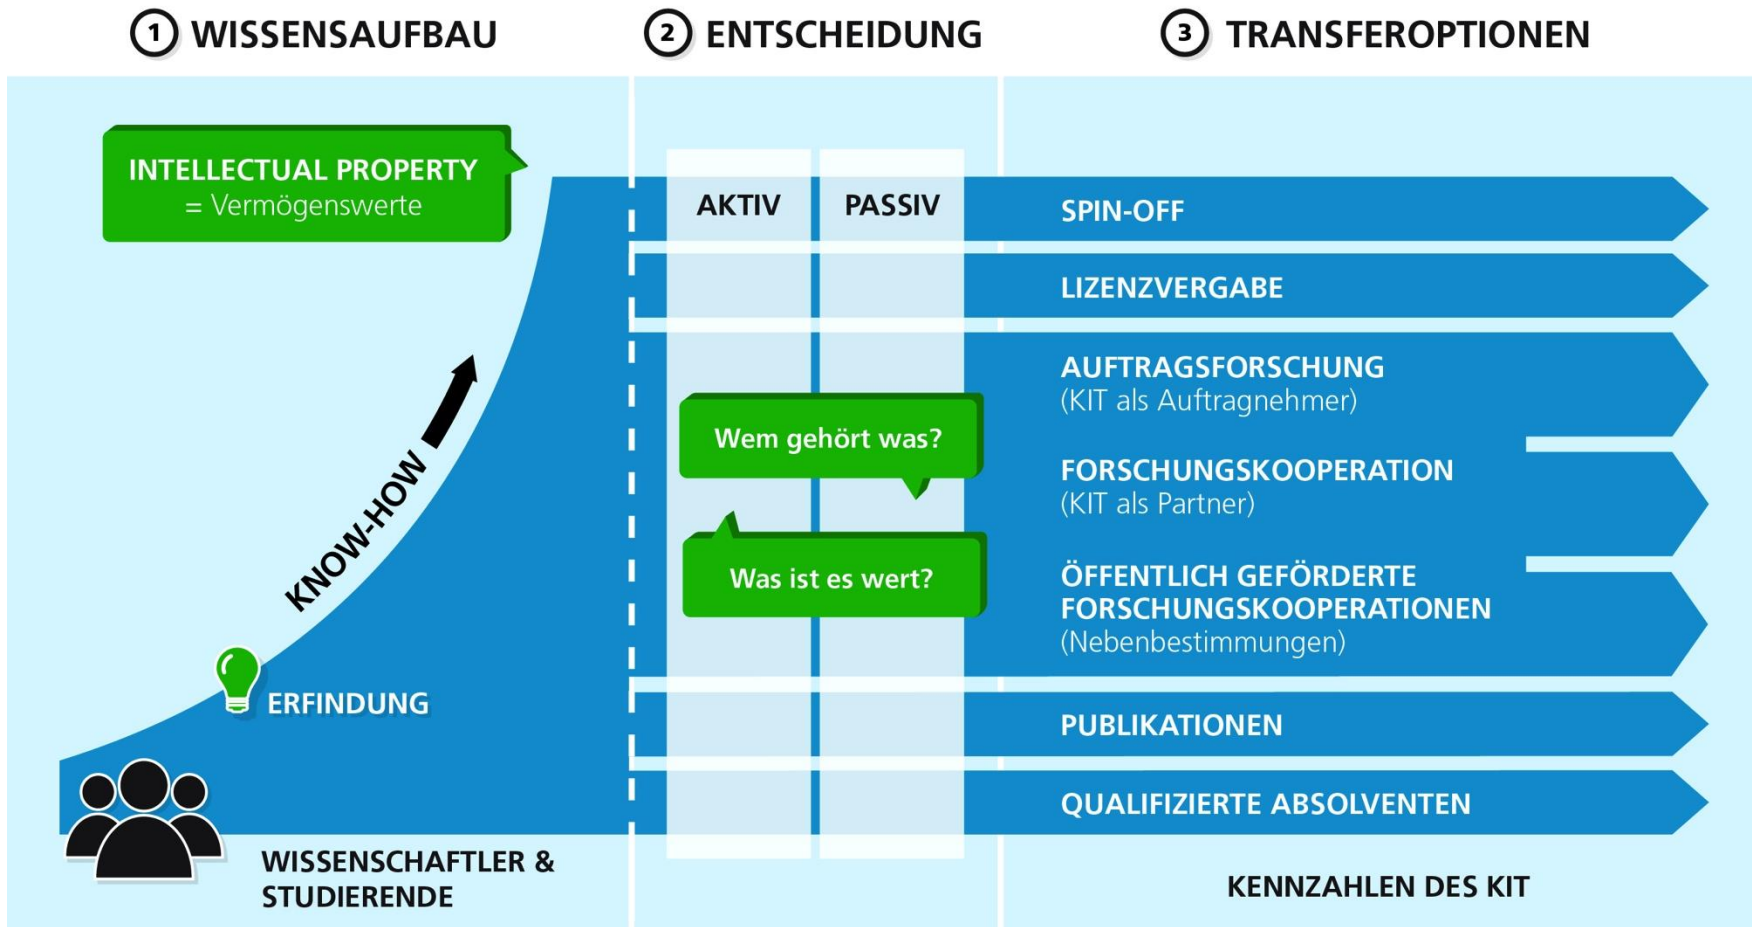 1 WISSENSAUFBAU
2 ENTSCHEIDUNG
3 TRANSFEROPTIONEN
INTELLECTUAL PROPERTY
= Vermögenswerte
KNOW-HOW
ERFINDUNG
WISSENSCHAFTLER &
STUDIERENDE
AKTIV
PASSIV
Wem gehört was?
Was ist es wert?
SPIN-OFF
LIZENZVERGABE
AUFTRAGSFORSCHUNG
(KIT als Auftragnehmer)
FORSCHUNGSKOOPERATION
(KIT als Partner)
ÖFFENTLICH GEFÖRDERTE
FORSCHUNGSKOOPERATIONEN
(Nebenbestimmungen)
PUBLIKATIONEN
QUALIFIZIERTE ABSOLVENTEN
KENNZAHLEN DES KIT